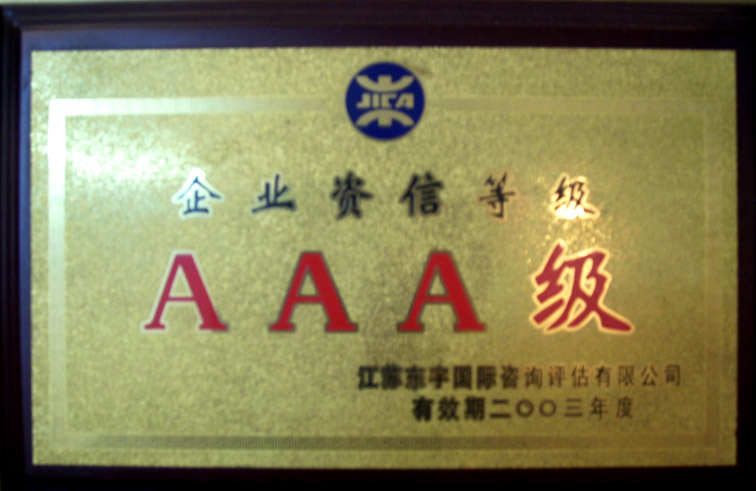 JICA
企业资信等级
AAA级
江苏东宇国际咨询评估有限公司
有效期二〇〇三年度